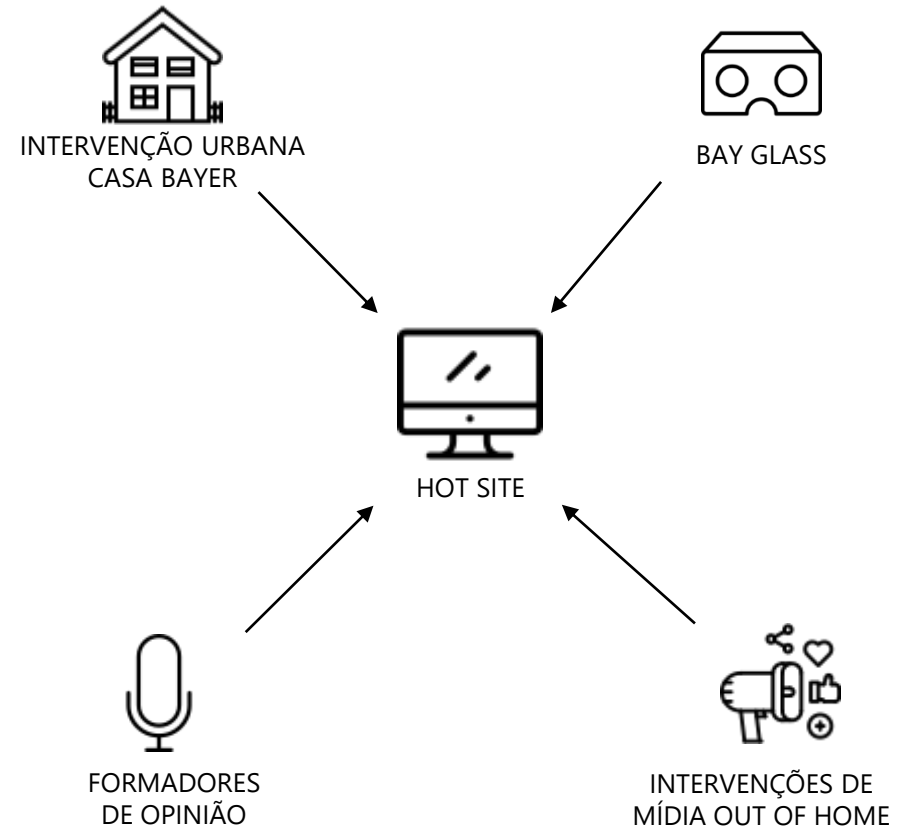 INTERVENÇÃO URBANA
CASA BAYER
BAY GLASS
HOT SITE
FORMADORES
DE OPINIÃO
INTERVENÇÕES DE
MÍDIA OUT OF HOME